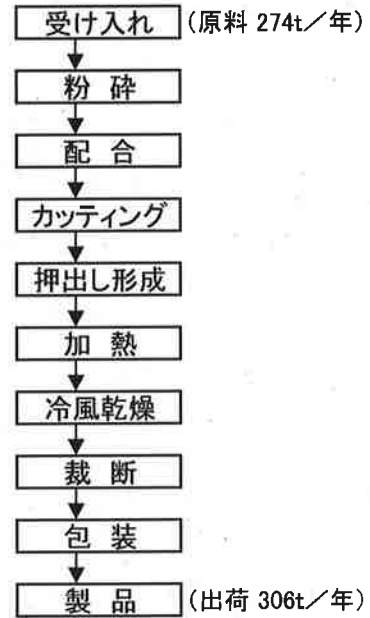 受け入れ (原料 274t／年)
粉 砕
配 合
カッティング
押出し形成
加 熱
冷風乾燥
裁 断
包 装
製 品 (出荷 306t／年)